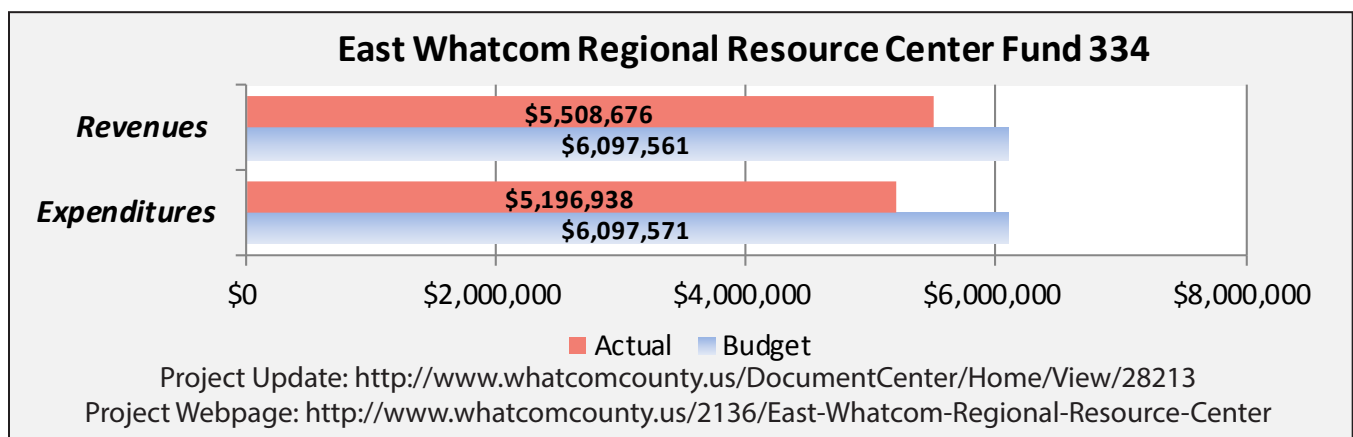 East Whatcom Regional Resource Center Fund 334
Revenues
$5,508,676
$6,097,561
Expenditures
$5,196,938
$6,097,571
$0 $2,000,000 $4,000,000 $6,000,000 $8,000,000
Actual Budget
Project Update: http://www.whatcomcounty.us/DocumentCenter/Home/View/28213
Project Webpage: http://www.whatcomcounty.us/2136/East-Whatcom-Regional-Resource-Center